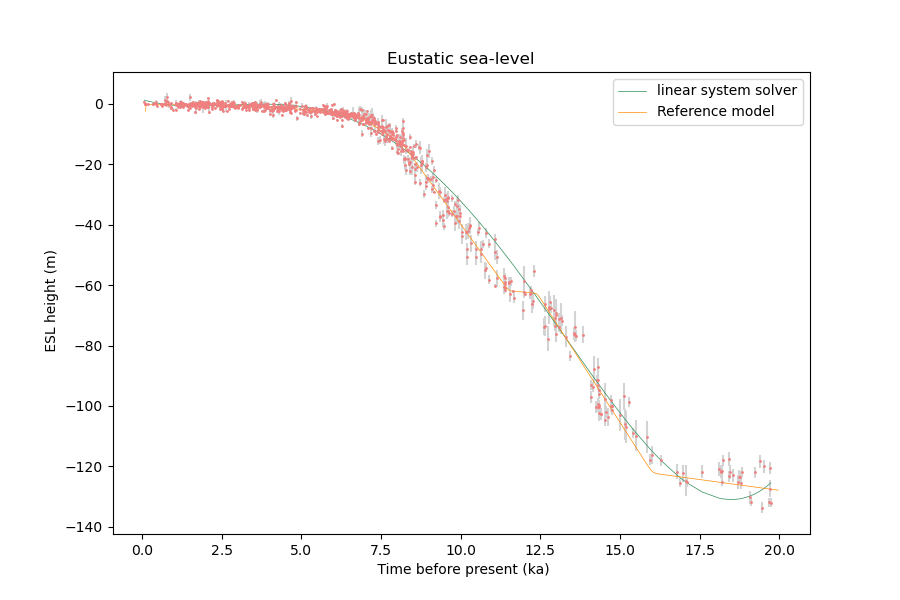 Eustatic sea-level
linear system solver
Reference model
ESL height (m)
0
−20
−40
−60
−80
−100
−120
−140
0.0 2.5 5.0 7.5 10.0 12.5 15.0 17.5 20.0
Time before present (ka)